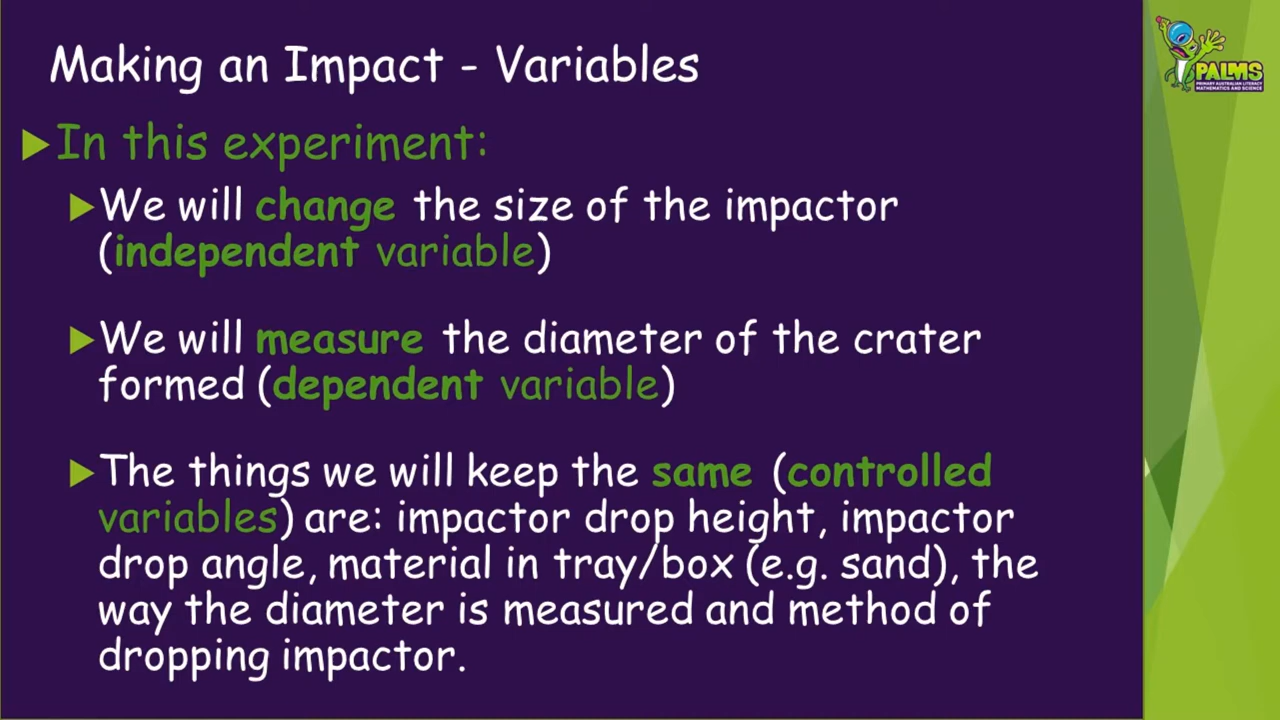 Making an Impact - Variables
PALMS
PRIMARY AUSTRALIAN LITERACY
MATHEMATICS AND SCIENCE
In this experiment:
We will change the size of the impactor
(independent variable)
We will measure the diameter of the crater
formed (dependent variable)
The things we will keep the same (controlled
variables) are: impactor drop height, impactor
drop angle, material in tray/box (e.g. sand), the
way the diameter is measured and method of
dropping impactor.